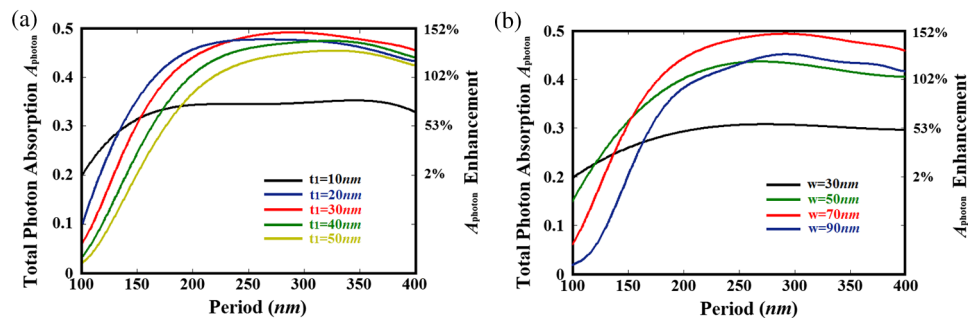 (a)
Total Photon Absorption Aphoton
0.5
0.4
0.3
0.2
0.1
0
100 150 200 250 300 350 400
Period (nm)
t1=10nm
t1=20nm
t1=30nm
t1=40nm
t1=50nm
152%
102%
53%
2%
Aphoton Enhancement
(b)
Total Photon Absorption Aphoton
0.5
0.4
0.3
0.2
0.1
0
100 150 200 250 300 350 400
Period (nm)
w=30nm
w=50nm
w=70nm
w=90nm
152%
102%
53%
2%
Aphoton Enhancement